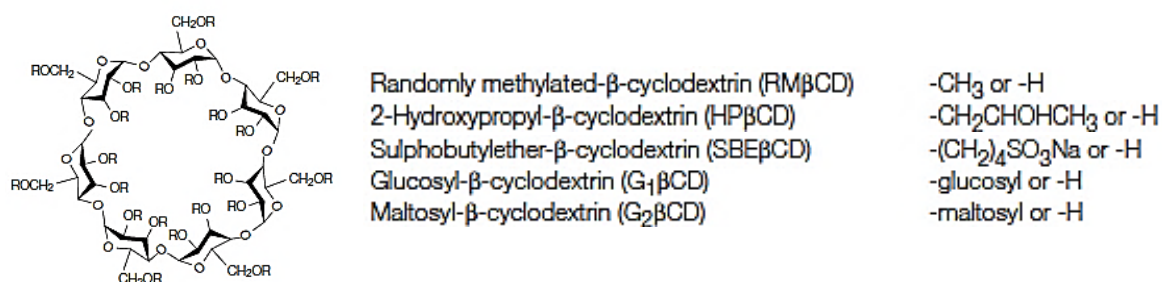 CH₂OR
O
ROCH₂
O
O
CH₂OR
O
OR
RO
RO
O
O
OR
RO
RO
O
O
OR
RO
CH₂OR
ROCH₂
O
OR
OR
RO
O
O
OR
OR
RO
O
O
O
O
CH₂OR
CH₂OR
Randomly methylated-β-cyclodextrin (RMβCD) -CH₃ or -H
2-Hydroxypropyl-β-cyclodextrin (HPβCD) -CH₂CHOHCH₃ or -H
Sulphobutylether-β-cyclodextrin (SBEβCD) -(CH₂)₄SO₃Na or -H
Glucosyl-β-cyclodextrin (G₁βCD) -glucosyl or -H
Maltosyl-β-cyclodextrin (G₂βCD) -maltosyl or -H